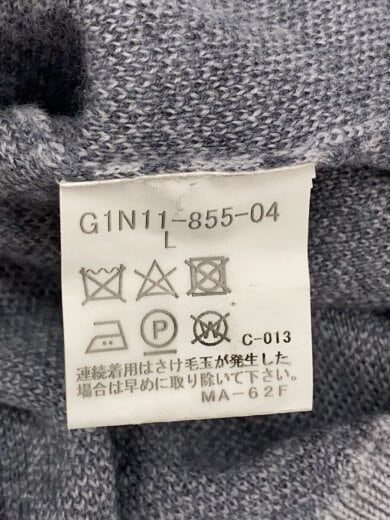 G1N11-855-04
L
P
W
C-013
連続着用はさけ毛玉が発生した
場合は早めに取り除いて下さい。
MA-62F